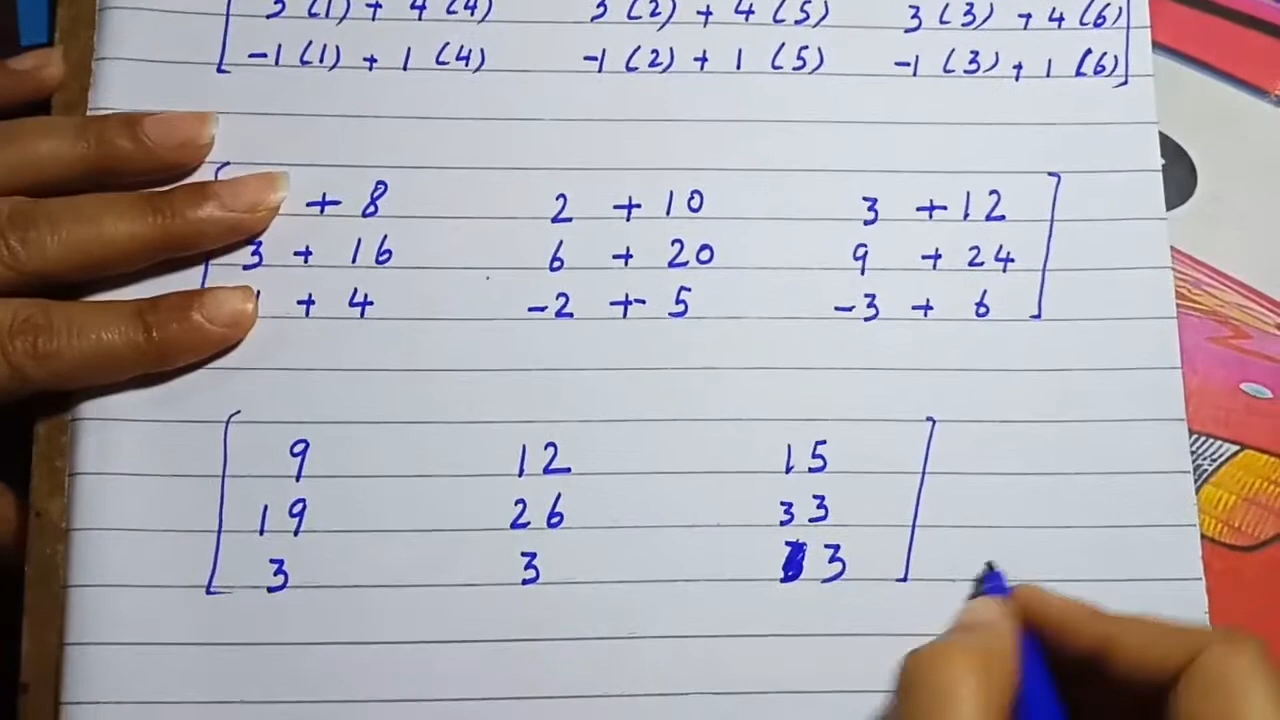 3 (1) + 4 (4) 3 (2) + 4 (5) 3 (3) + 4 (6)
-1 (1) + 1 (4) -1 (2) + 1 (5) -1 (3) + 1 (6)
+ 8 2 + 10 3 + 12
3 + 16 6 + 20 9 + 24
+ 4 -2 + 5 -3 + 6
9 12 15
19 26 33
3 3 3